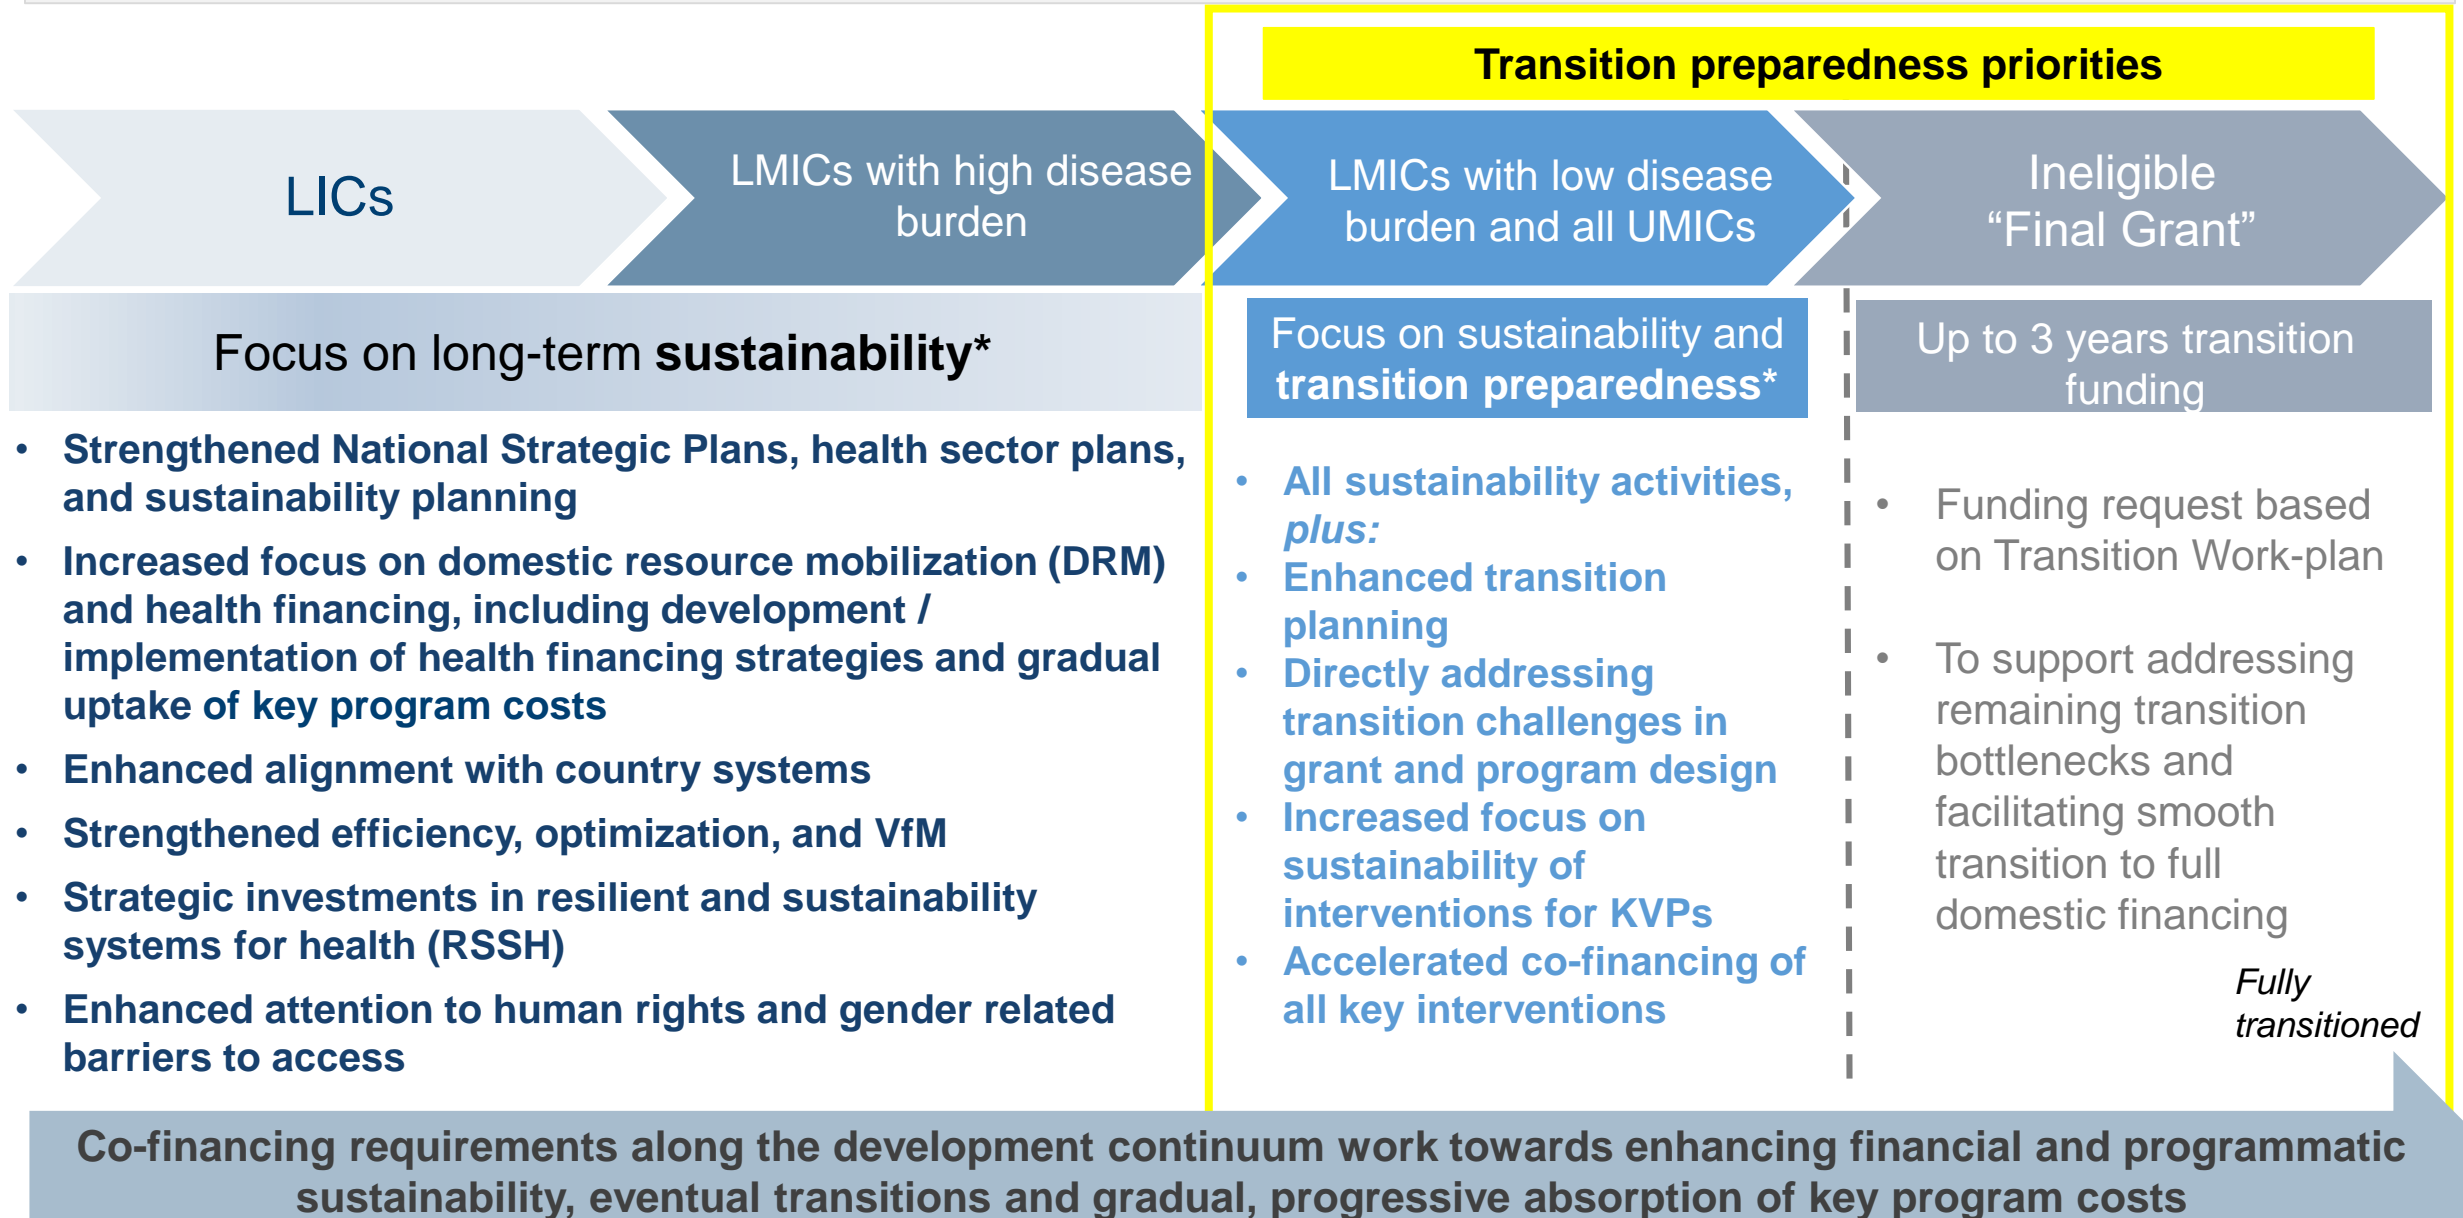 Transition preparedness priorities
LICs
LMICs with high disease
burden
LMICs with low disease
burden and all UMICs
Ineligible
“Final Grant”
Focus on long-term sustainability*
• Strengthened National Strategic Plans, health sector plans,
and sustainability planning
• Increased focus on domestic resource mobilization (DRM)
and health financing, including development /
implementation of health financing strategies and gradual
uptake of key program costs
• Enhanced alignment with country systems
• Strengthened efficiency, optimization, and VfM
• Strategic investments in resilient and sustainability
systems for health (RSSH)
• Enhanced attention to human rights and gender related
barriers to access
Focus on sustainability and
transition preparedness*
• All sustainability activities,
plus:
• Enhanced transition
planning
• Directly addressing
transition challenges in
grant and program design
• Increased focus on
sustainability of
interventions for KVPs
• Accelerated co-financing of
all key interventions
Up to 3 years transition
funding
• Funding request based
on Transition Work-plan
• To support addressing
remaining transition
bottlenecks and
facilitating smooth
transition to full
domestic financing
Fully
transitioned
Co-financing requirements along the development continuum work towards enhancing financial and programmatic
sustainability, eventual transitions and gradual, progressive absorption of key program costs